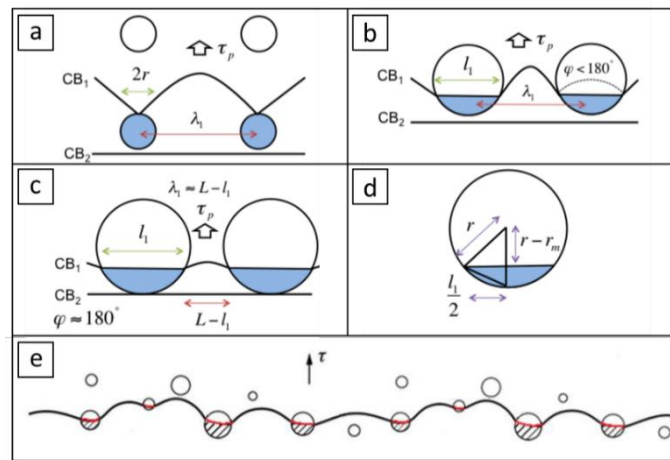 a
τp
CB₁
2r
λ₁
CB₂
b
τp
l₁
φ<180°
CB₁
λ₁
CB₂
c
λ₁ ≈ L−l₁
τp
l₁
CB₁
CB₂
φ ≈ 180°
L−l₁
d
r
r−rₘ
l₁
2
e
τ